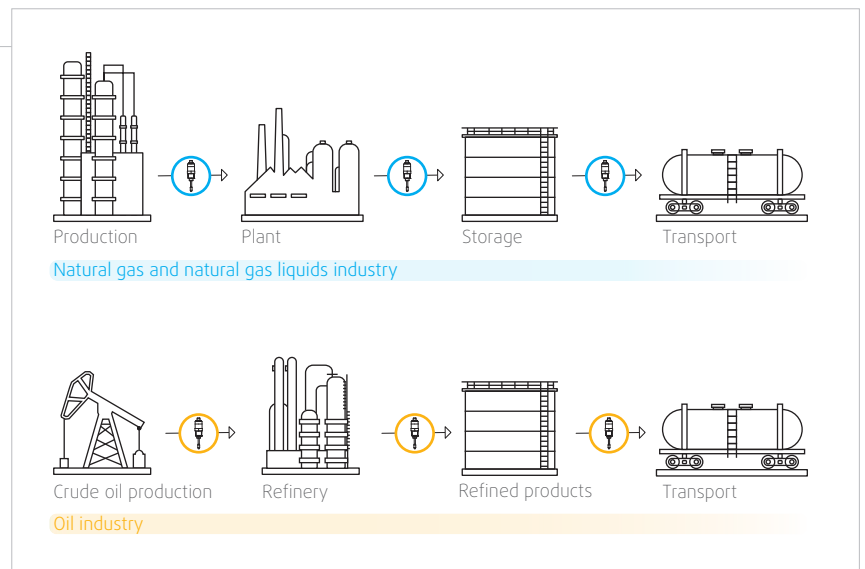 Production
Plant
Storage
Transport
Natural gas and natural gas liquids industry
Crude oil production
Refinery
Refined products
Transport
Oil industry